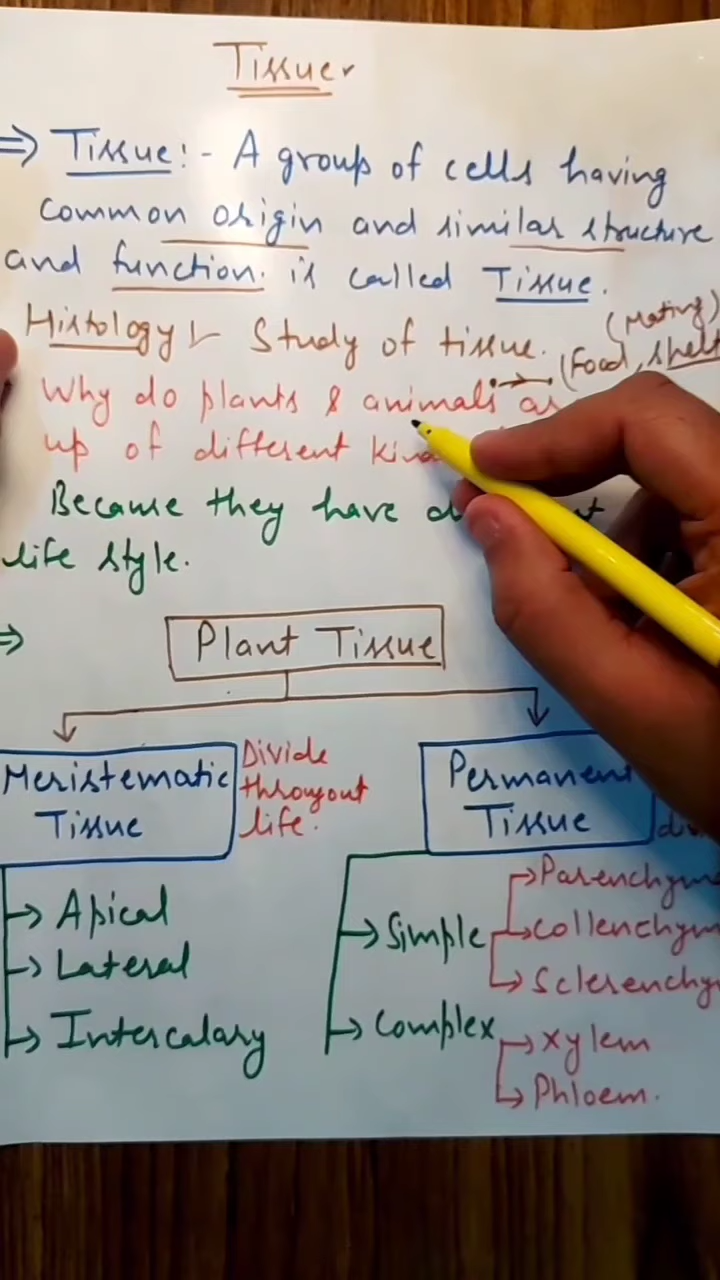 Tissue
⇒ Tissue:- A group of cells having
common origin and similar structure
and function. is called Tissue.
Histology :- Study of tissue.
(Mating)
→ (Food, shelt
Why do plants & animals
up of different
Because they have
life style.
⇒ Plant Tissue
Meristematic Tissue
Divide
throughout
life.
Permanent
Tissue
→ Apical
→ Lateral
→ Intercalary
→ Simple
→ Parenchyma
→ Collenchym
→ Sclerenchy
→ Complex
→ Xylem
→ Phloem.